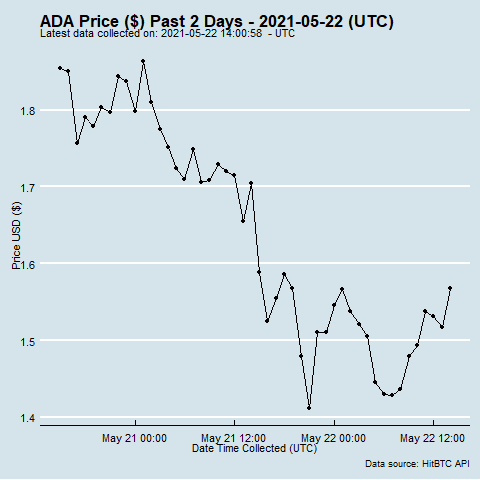 ADA Price ($) Past 2 Days - 2021-05-22 (UTC)
Latest data collected on: 2021-05-22 14:00:58  - UTC
1.8
1.7
1.6
1.5
1.4
Price USD ($)
May 21 00:00 May 21 12:00 May 22 00:00 May 22 12:00
Date Time Collected (UTC)
Data source: HitBTC API